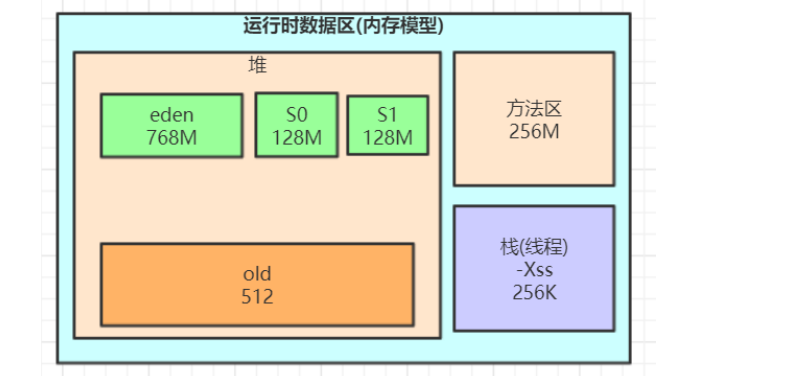 运行时数据区(内存模型)
堆
eden
768M
S0
128M
S1
128M
方法区
256M
old
512
栈(线程)
-Xss
256K